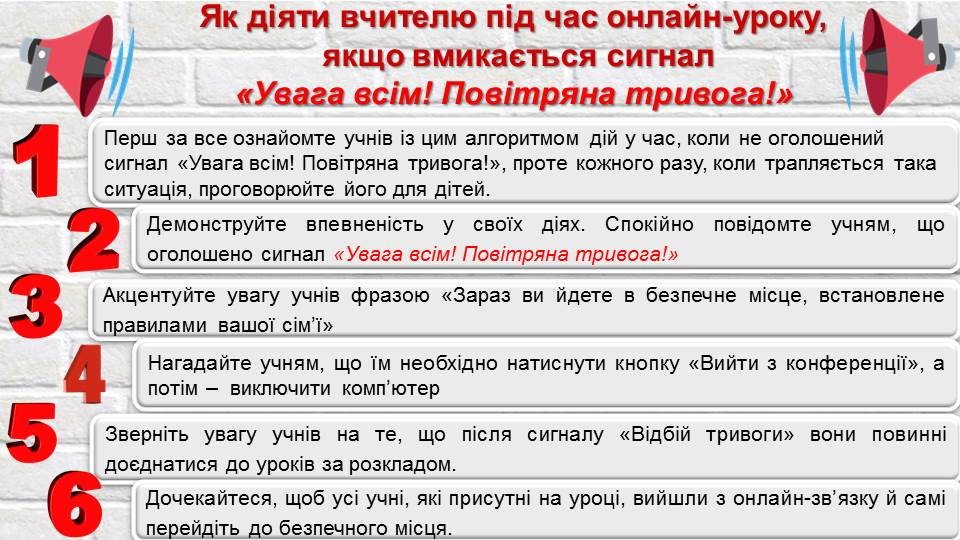 Як діяти вчителю під час онлайн-уроку,
якщо вмикається сигнал
«Увага всім! Повітряна тривога!»
1
Перш за все ознайомте учнів із цим алгоритмом дій у час, коли не оголошений
сигнал «Увага всім! Повітряна тривога!», проте кожного разу, коли трапляється така
ситуація, проговорюйте його для дітей.
2
Демонструйте впевненість у своїх діях. Спокійно повідомте учням, що
оголошено сигнал «Увага всім! Повітряна тривога!»
3
Акцентуйте увагу учнів фразою «Зараз ви йдете в безпечне місце, встановлене
правилами вашої сім’ї»
4
Нагадайте учням, що їм необхідно натиснути кнопку «Вийти з конференції», а
потім – виключити комп’ютер
5
Зверніть увагу учнів на те, що після сигналу «Відбій тривоги» вони повинні
доєднатися до уроків за розкладом.
6
Дочекайтеся, щоб усі учні, які присутні на уроці, вийшли з онлайн-зв’язку й самі
перейдіть до безпечного місця.